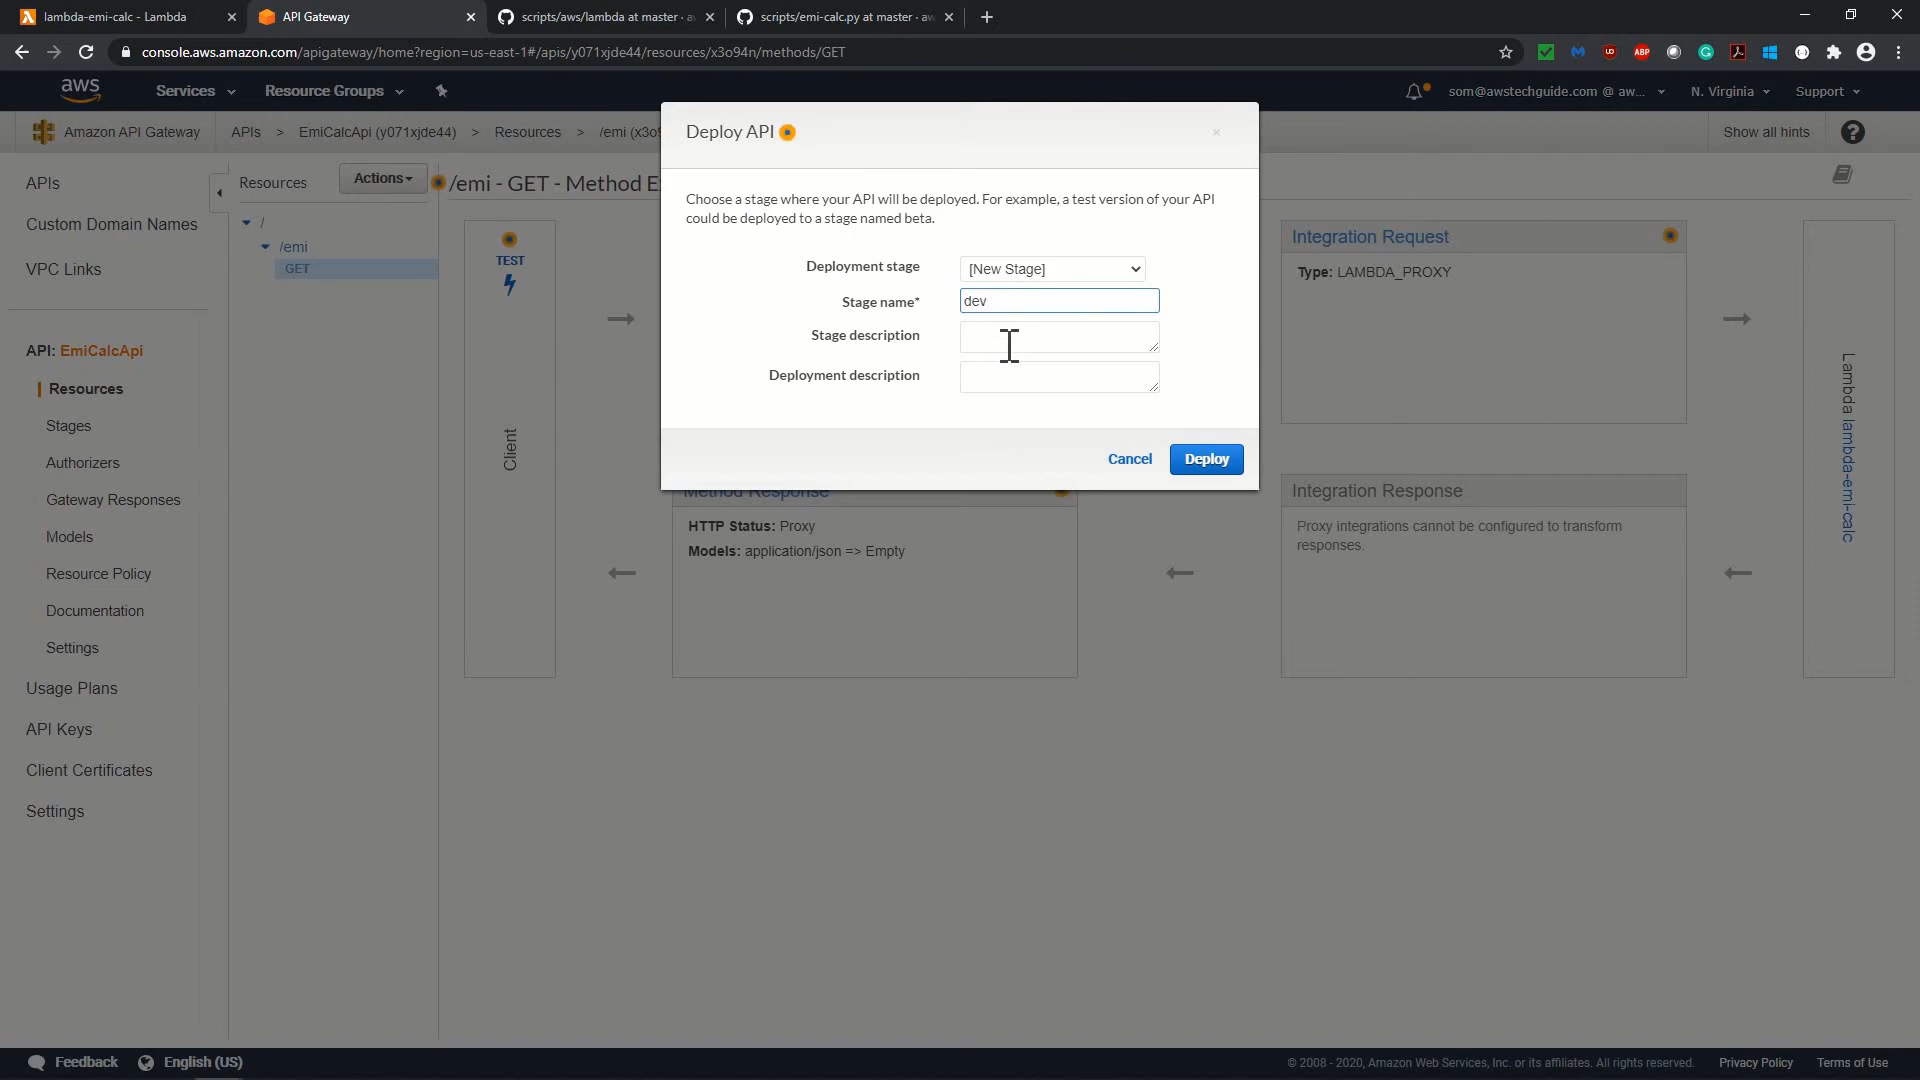 lambda-emi-calc - Lambda
API Gateway
scripts/aws/lambda at master ·
scripts/emi-calc.py at master ·
console.aws.amazon.com/apigateway/home?region=us-east-1#/apis/y071xjde44/resources/x3o94n/methods/GET
aws
Services
Resource Groups
som@awstechguide.com @ aw...
N. Virginia
Support
Amazon API Gateway
APIs > EmiCalcApi (y071xjde44) > Resources > /emi
Show all hints
APIs
Custom Domain Names
VPC Links
API: EmiCalcApi
Resources
Stages
Authorizers
Gateway Responses
Models
Resource Policy
Documentation
Settings
Usage Plans
API Keys
Client Certificates
Settings
Resources
Actions
/
/emi
GET
/emi - GET - Method
TEST
Client
Deploy API
Choose a stage where your API will be deployed. For example, a test version of your API
could be deployed to a stage named beta.
Deployment stage
[New Stage]
Stage name*
dev
Stage description
Deployment description
Cancel
Deploy
Integration Request
Type: LAMBDA_PROXY
Method Response
HTTP Status: Proxy
Models: application/json => Empty
Integration Response
Proxy integrations cannot be configured to transform
responses.
Lambda lambda-emi-calc
Feedback
English (US)
© 2008 - 2020, Amazon Web Services, Inc. or its affiliates. All rights reserved.
Privacy Policy
Terms of Use